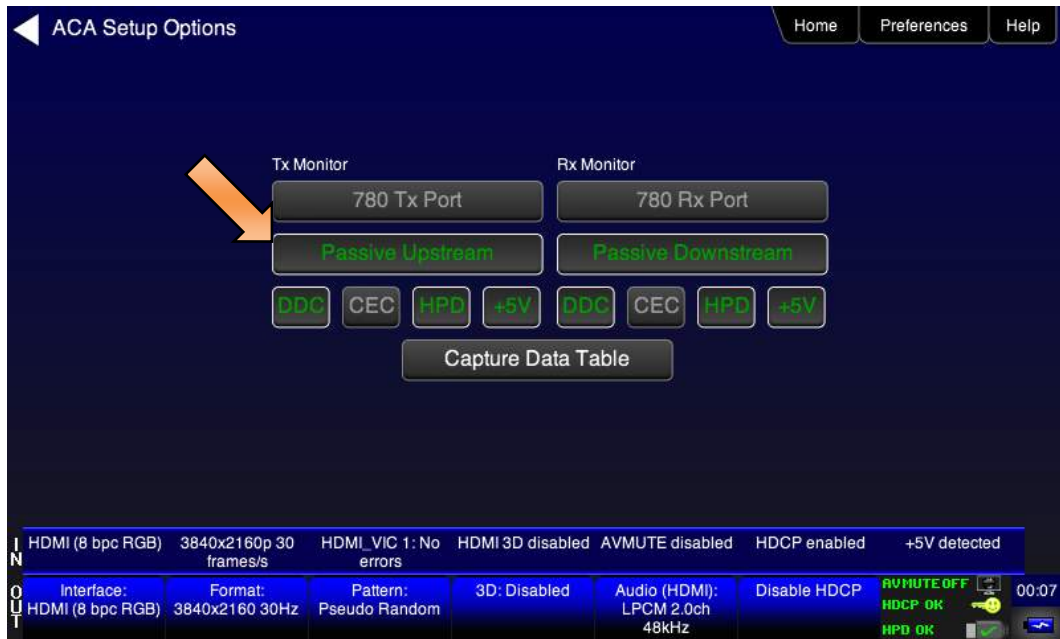 ACA Setup Options
Home
Preferences
Help
Tx Monitor
Rx Monitor
780 Tx Port
780 Rx Port
Passive Upstream
Passive Downstream
DDC
CEC
HPD
+5V
DDC
CEC
HPD
+5V
Capture Data Table
IN
HDMI (8 bpc RGB)
3840x2160p 30
frames/s
HDMI_VIC 1: No
errors
HDMI 3D disabled
AVMUTE disabled
HDCP enabled
+5V detected
OUT
Interface:
HDMI (8 bpc RGB)
Format:
3840x2160 30Hz
Pattern:
Pseudo Random
3D: Disabled
Audio (HDMI):
LPCM 2.0ch
48kHz
Disable HDCP
AVMUTE OFF
HDCP OK
HPD OK
00:07